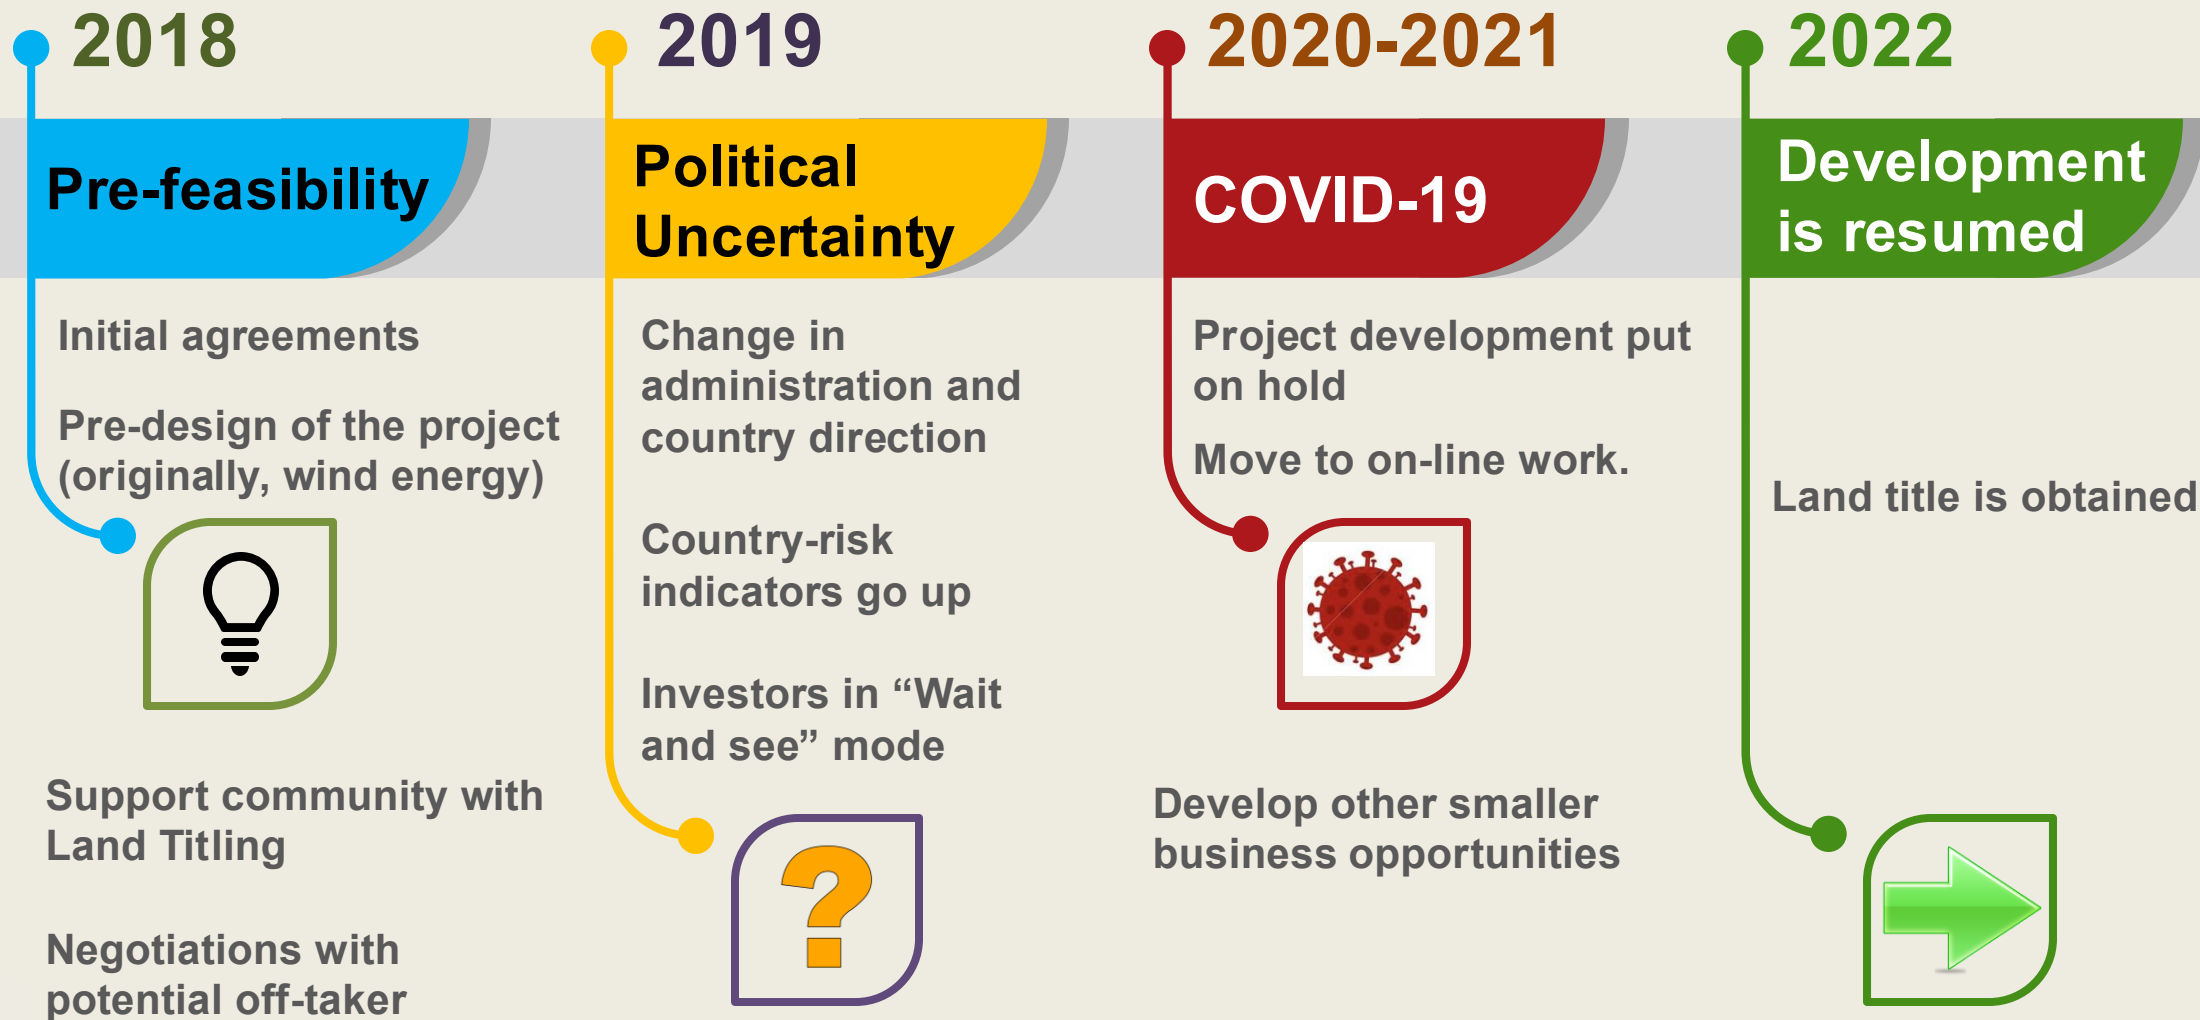 2018
Pre-feasibility
Initial agreements
Pre-design of the project
(originally, wind energy)
Support community with
Land Titling
Negotiations with
potential off-taker
2019
Political
Uncertainty
Change in
administration and
country direction
Country-risk
indicators go up
Investors in “Wait
and see” mode
?
2020-2021
COVID-19
Project development put
on hold
Move to on-line work.
Develop other smaller
business opportunities
2022
Development
is resumed
Land title is obtained